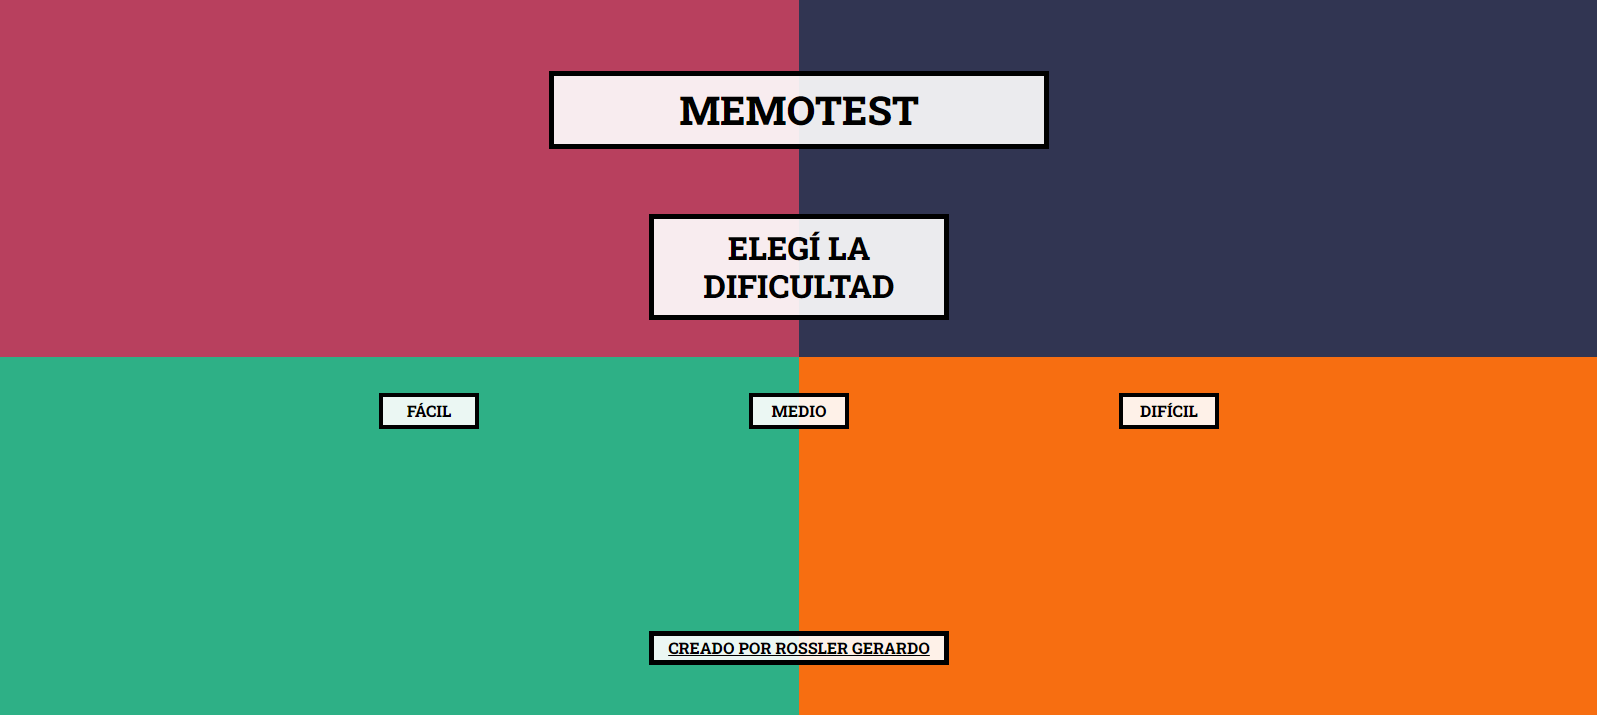 MEMOTEST
ELEGÍ LA
DIFICULTAD
FÁCIL
MEDIO
DIFÍCIL
CREADO POR ROSSLER GERARDO